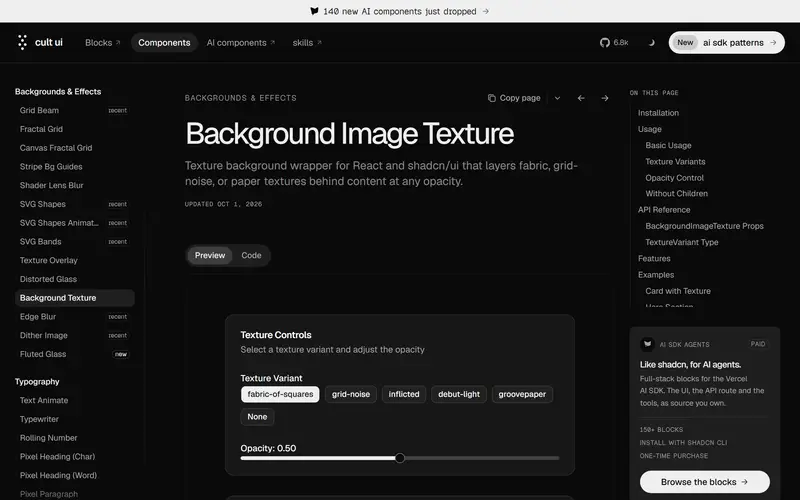 140 new AI components just dropped →
cult ui
Blocks ↗
Components
AI components ↗
skills ↗
6.8k
New ai sdk patterns →
Backgrounds & Effects
Grid Beam recent
Fractal Grid
Canvas Fractal Grid
Stripe Bg Guides
Shader Lens Blur
SVG Shapes recent
SVG Shapes Animat... recent
SVG Bands recent
Texture Overlay
Distorted Glass
Background Texture
Edge Blur recent
Dither Image recent
Fluted Glass new
Typography
Text Animate
Typewriter
Rolling Number
Pixel Heading (Char)
Pixel Heading (Word)
Pixel Paragraph
BACKGROUNDS & EFFECTS
Copy page
Background Image Texture
Texture background wrapper for React and shadcn/ui that layers fabric, grid-
noise, or paper textures behind content at any opacity.
UPDATED OCT 1, 2026
Preview
Code
Texture Controls
Select a texture variant and adjust the opacity
Texture Variant
fabric-of-squares
grid-noise
inflicted
debut-light
groovepaper
None
Opacity: 0.50
ON THIS PAGE
Installation
Usage
Basic Usage
Texture Variants
Opacity Control
Without Children
API Reference
BackgroundImageTexture Props
TextureVariant Type
Features
Examples
Card with Texture
Hero Section
AI SDK AGENTS PAID
Like shadcn, for AI agents.
Full-stack blocks for the Vercel
AI SDK. The UI, the API route and the
tools, as source you own.
150+ BLOCKS
INSTALL WITH SHADCN CLI
ONE-TIME PURCHASE
Browse the blocks →